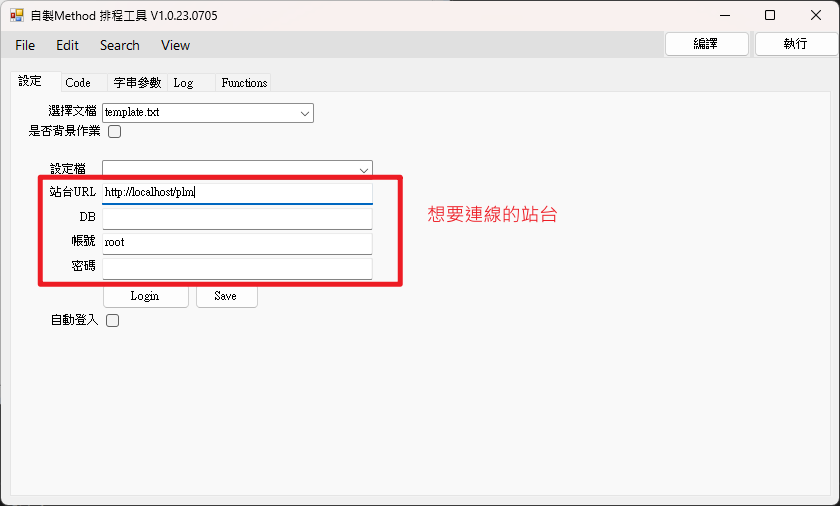 自製Method 排程工具 V1.0.23.0705
File Edit Search View 編譯 執行
設定 Code 字串參數 Log Functions
選擇文檔 template.txt
是否背景作業
設定檔
站台URL http://localhost/plm
想要連線的站台
DB
帳號 root
密碼
Login Save
自動登入